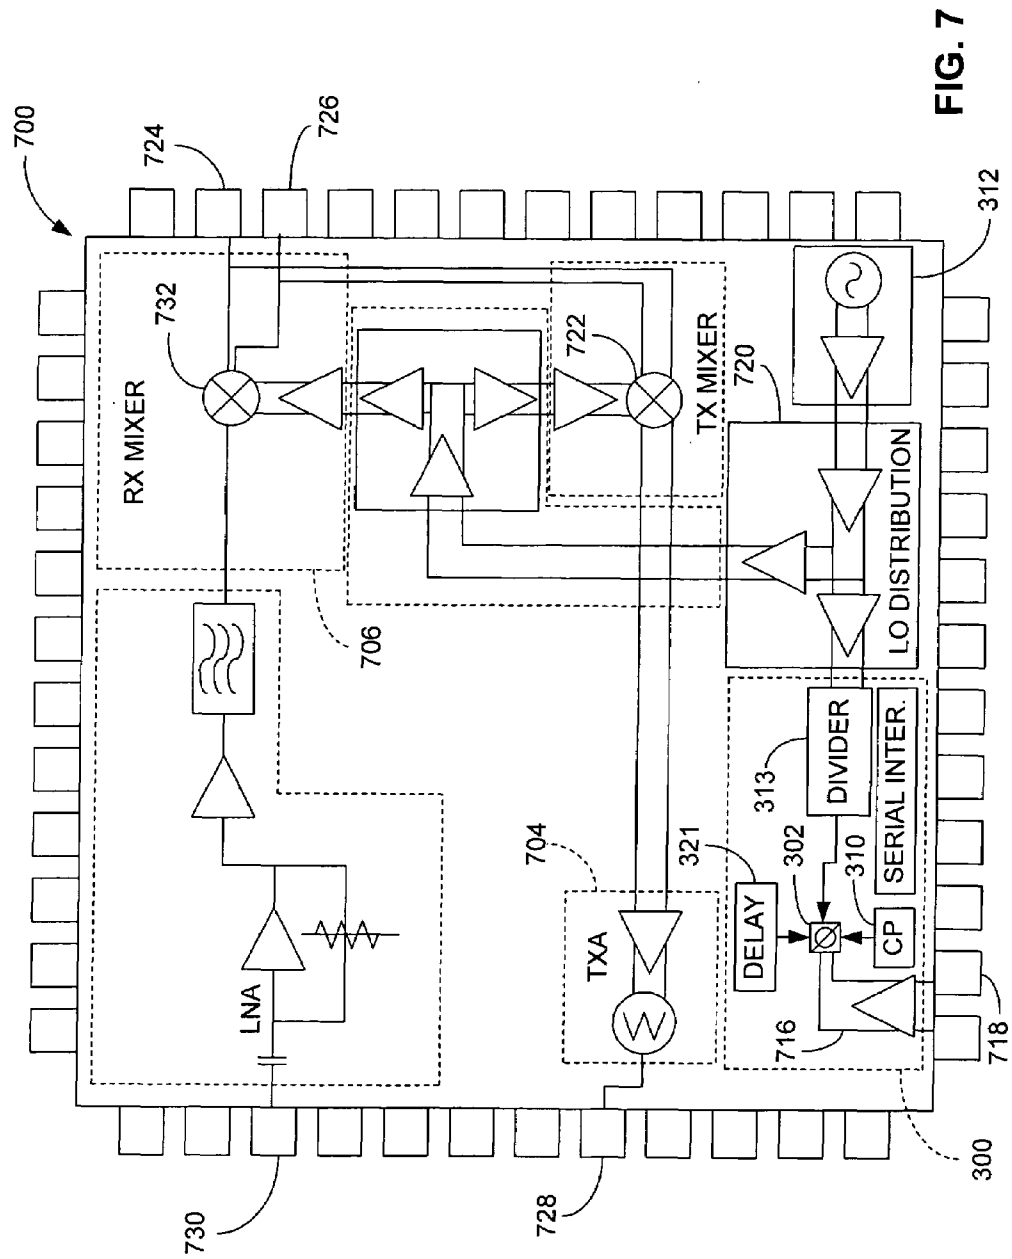 700
724
726
732
RX MIXER
706
722
TX MIXER
720
312
LO DISTRIBUTION
LNA
704
TXA
321
DELAY
302
313
DIVIDER
310
CP
SERIAL INTER.
716
718
300
730
728
FIG. 7